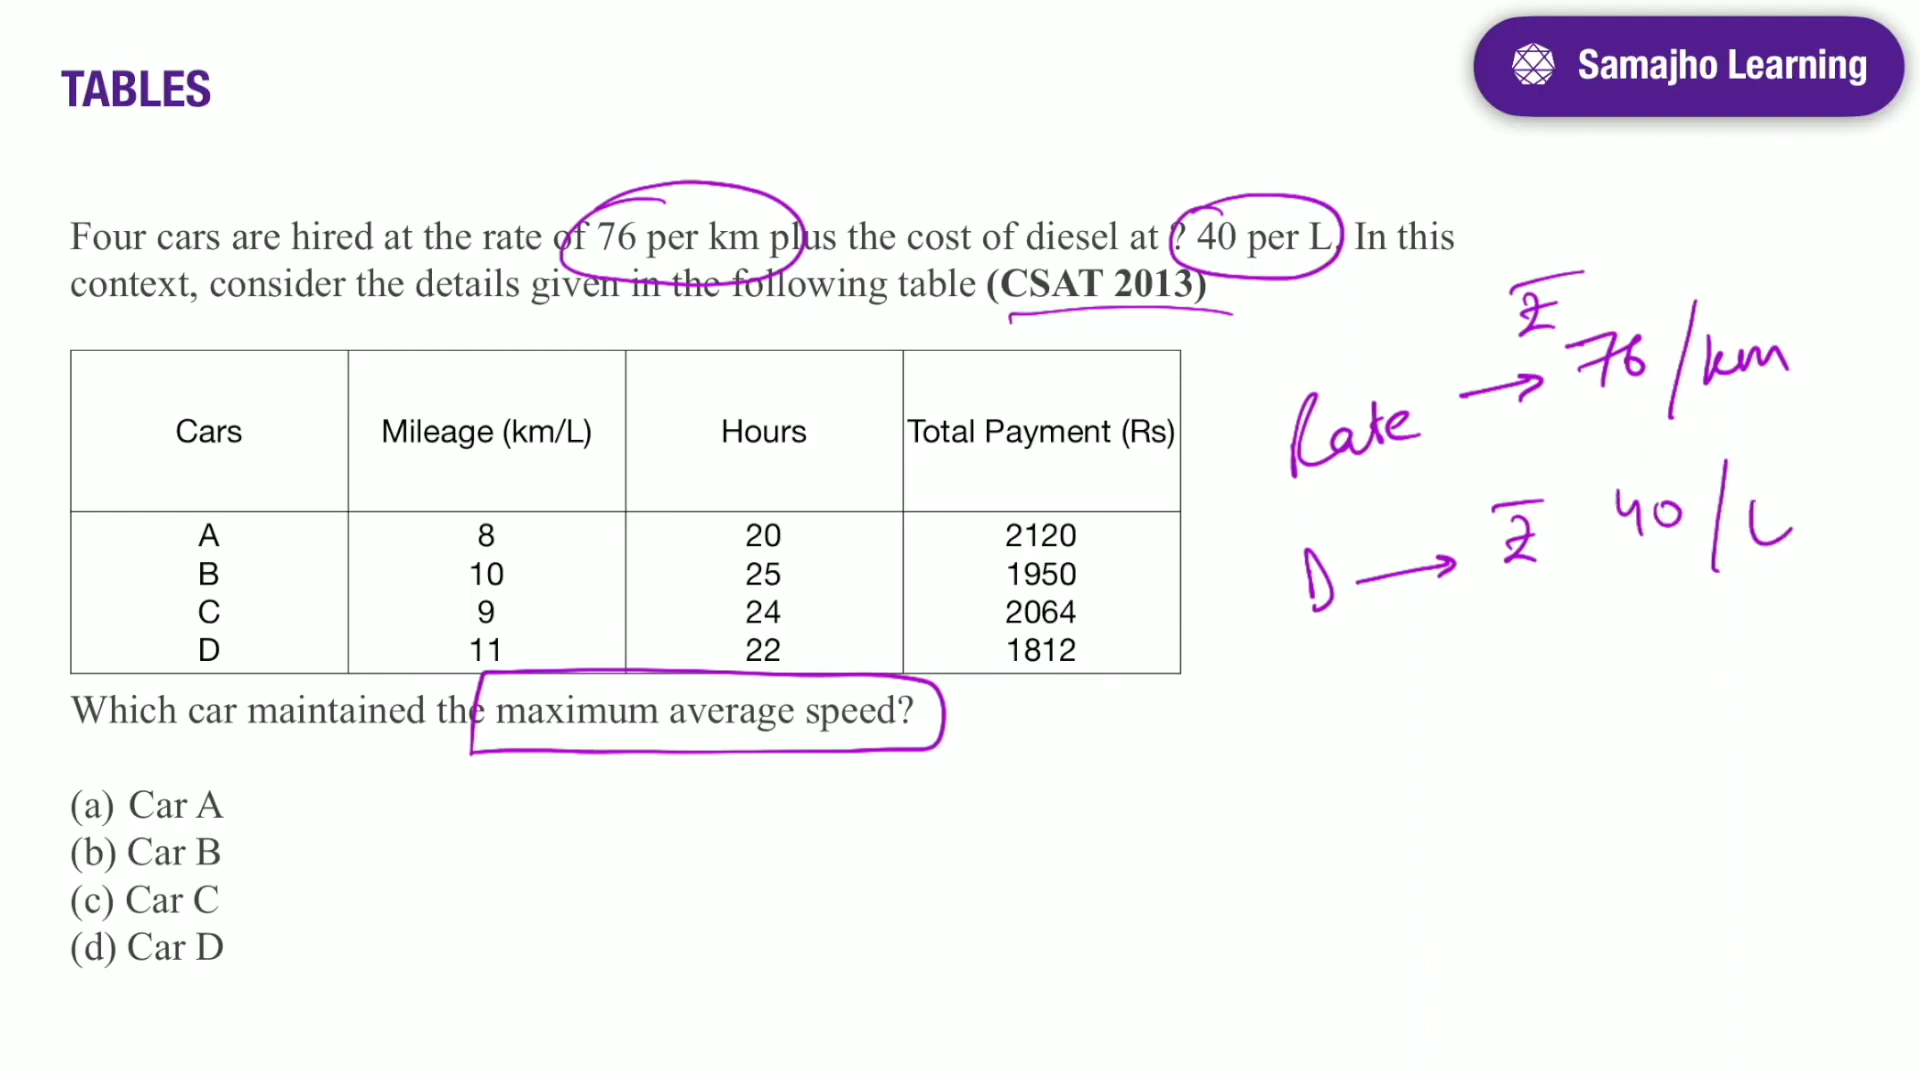 Samajho Learning
TABLES
Four cars are hired at the rate of 76 per km plus the cost of diesel at ? 40 per L. In this
context, consider the details given in the following table (CSAT 2013)
Cars Mileage (km/L) Hours Total Payment (Rs)
A 8 20 2120
B 10 25 1950
C 9 24 2064
D 11 22 1812
Which car maintained the maximum average speed?
(a) Car A
(b) Car B
(c) Car C
(d) Car D
Rate → ₹ 76/km
D → ₹ 40/L